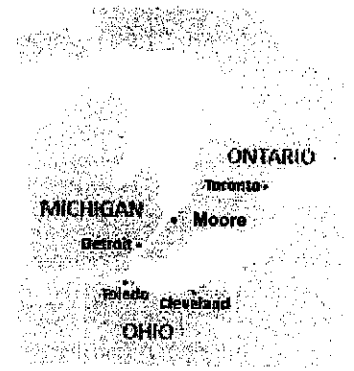 ONTARIO
Toronto
MICHIGAN
Moore
Detroit
Toledo
Cleveland
OHIO